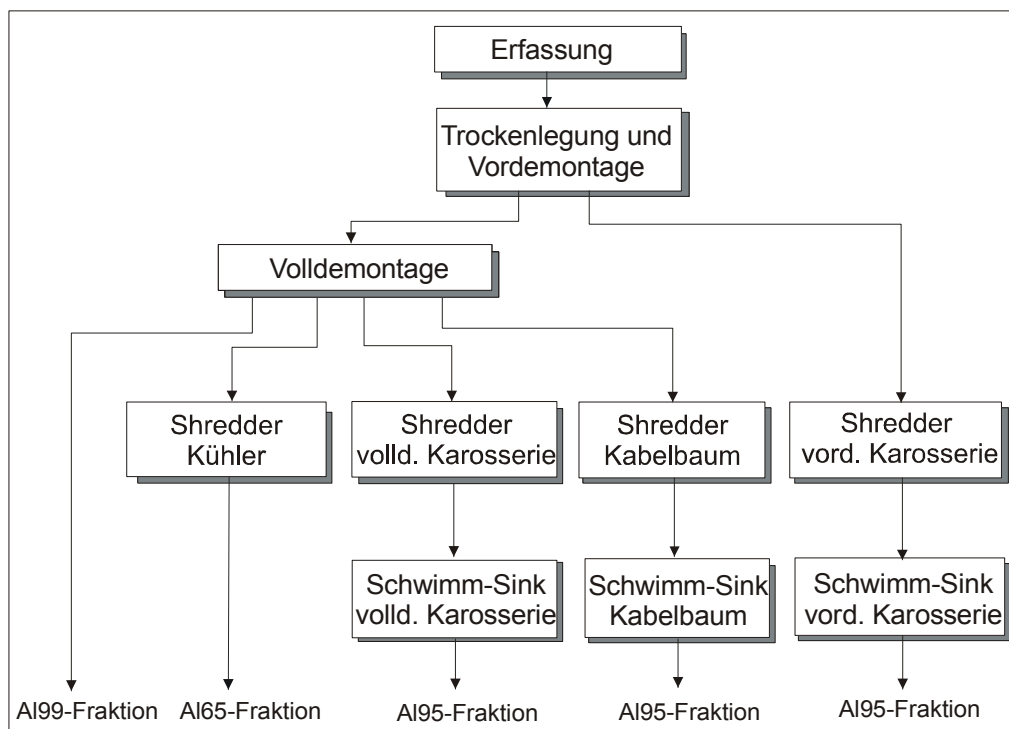 Erfassung
Trockenlegung und
Vordemontage
Volldemontage
Shredder
Kühler
Shredder
volld. Karosserie
Shredder
Kabelbaum
Shredder
vord. Karosserie
Schwimm-Sink
volld. Karosserie
Schwimm-Sink
Kabelbaum
Schwimm-Sink
vord. Karosserie
Al99-Fraktion
Al65-Fraktion
Al95-Fraktion
Al95-Fraktion
Al95-Fraktion